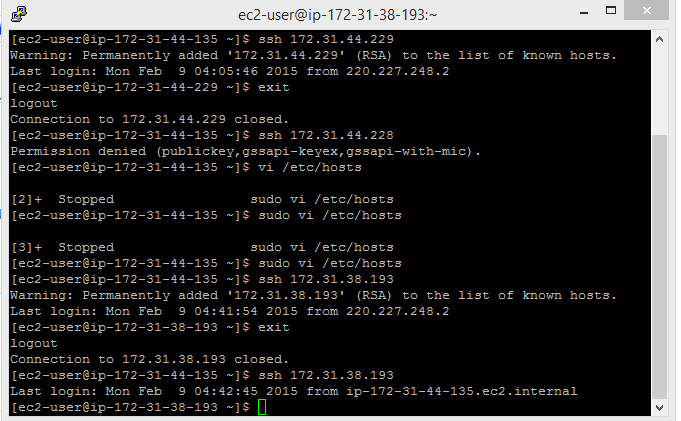 ec2-user@ip-172-31-38-193:~
[ec2-user@ip-172-31-44-135 ~]$ ssh 172.31.44.229
Warning: Permanently added '172.31.44.229' (RSA) to the list of known hosts.
Last login: Mon Feb  9 04:05:46 2015 from 220.227.248.2
[ec2-user@ip-172-31-44-229 ~]$ exit
logout
Connection to 172.31.44.229 closed.
[ec2-user@ip-172-31-44-135 ~]$ ssh 172.31.44.228
Permission denied (publickey,gssapi-keyex,gssapi-with-mic).
[ec2-user@ip-172-31-44-135 ~]$ vi /etc/hosts
[2]+  Stopped                 sudo vi /etc/hosts
[ec2-user@ip-172-31-44-135 ~]$ sudo vi /etc/hosts
[3]+  Stopped                 sudo vi /etc/hosts
[ec2-user@ip-172-31-44-135 ~]$ sudo vi /etc/hosts
[ec2-user@ip-172-31-44-135 ~]$ ssh 172.31.38.193
Warning: Permanently added '172.31.38.193' (RSA) to the list of known hosts.
Last login: Mon Feb  9 04:41:54 2015 from 220.227.248.2
[ec2-user@ip-172-31-38-193 ~]$ exit
logout
Connection to 172.31.38.193 closed.
[ec2-user@ip-172-31-44-135 ~]$ ssh 172.31.38.193
Last login: Mon Feb  9 04:42:45 2015 from ip-172-31-44-135.ec2.internal
[ec2-user@ip-172-31-38-193 ~]$